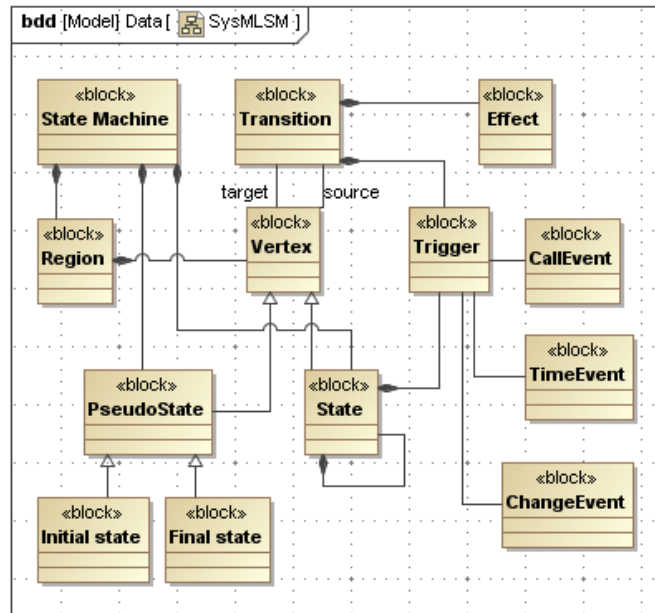 bdd [Model] Data [ SysMLSM ]
«block» «block» «block»
State Machine Transition Effect
target source
«block» «block» «block» «block»
Region Vertex Trigger CallEvent
«block»
TimeEvent
«block» «block»
PseudoState State
«block»
ChangeEvent
«block» «block»
Initial state Final state